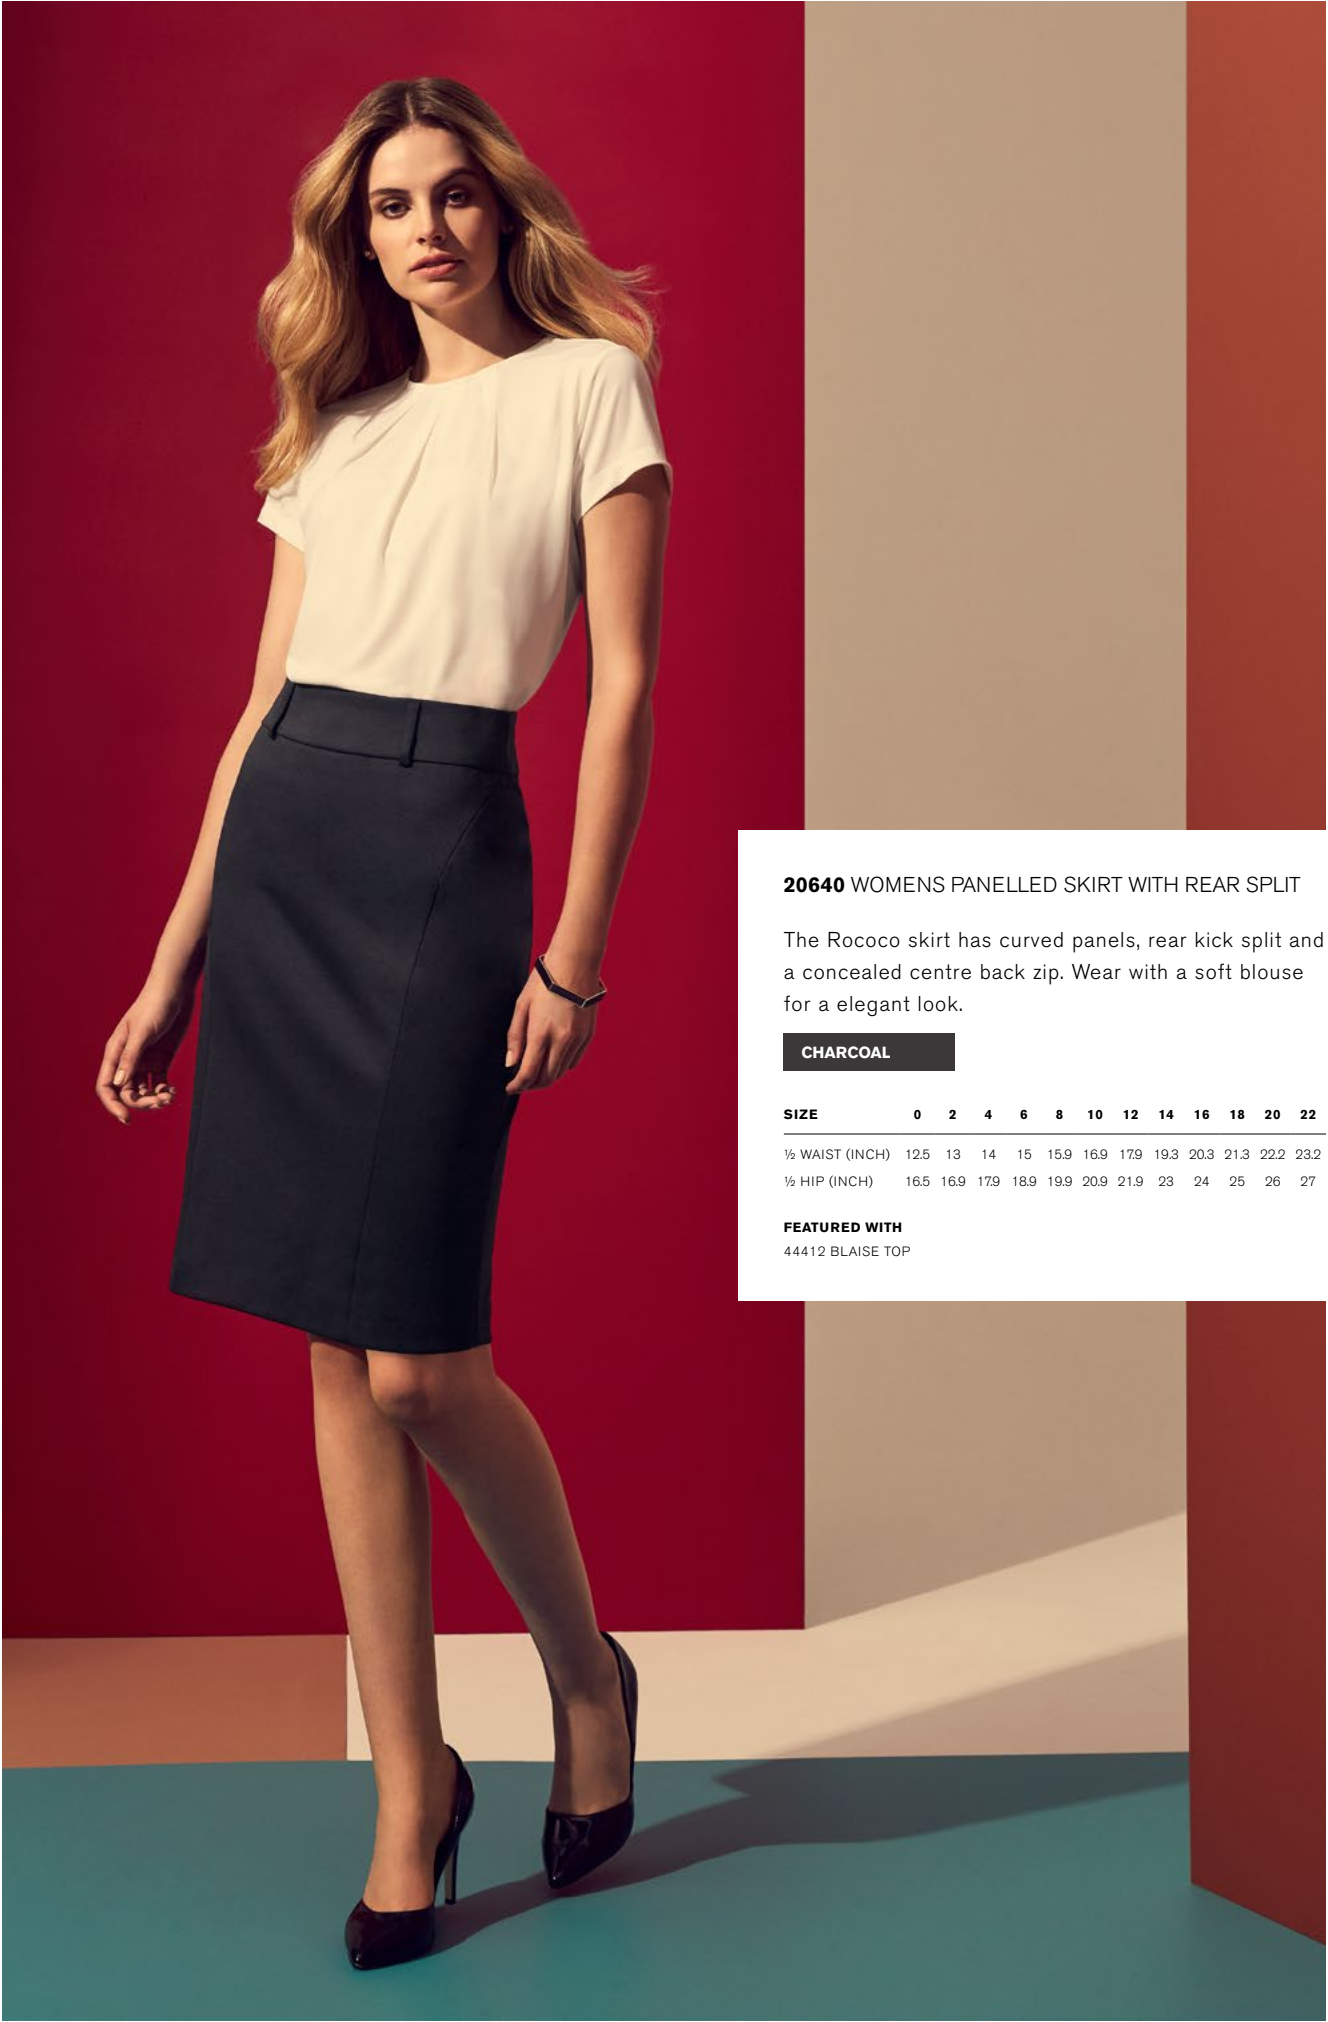 20640 WOMENS PANELLED SKIRT WITH REAR SPLIT
The Rococo skirt has curved panels, rear kick split and
a concealed centre back zip. Wear with a soft blouse
for a elegant look.
CHARCOAL
SIZE 0 2 4 6 8 10 12 14 16 18 20 22
½ WAIST (INCH) 12.5 13 14 15 15.9 16.9 17.9 19.3 20.3 21.3 22.2 23.2
½ HIP (INCH) 16.5 16.9 17.9 18.9 19.9 20.9 21.9 23 24 25 26 27
FEATURED WITH
44412 BLAISE TOP